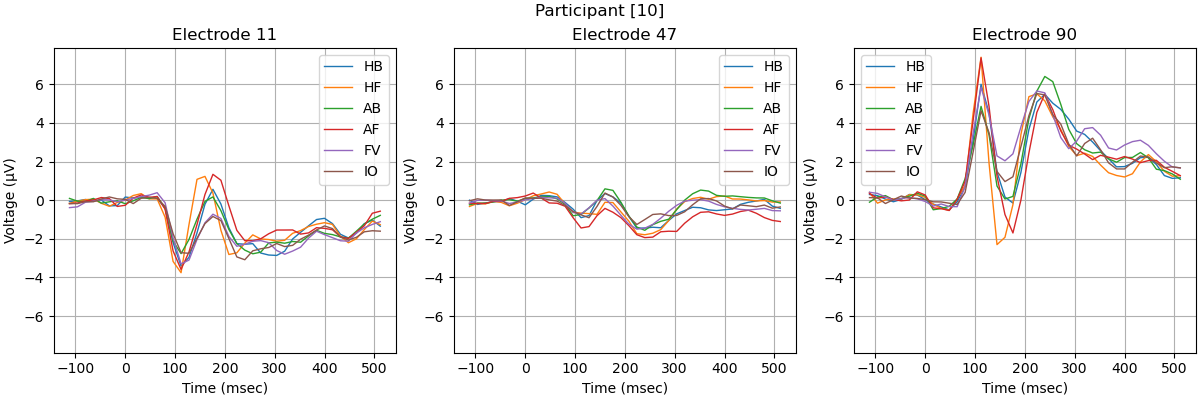 Participant [10]
Electrode 11
Voltage (µV)
6
4
2
0
−2
−4
−6
HB
HF
AB
AF
FV
IO
−100
0
100
200
300
400
500
Time (msec)
Electrode 47
Voltage (µV)
6
4
2
0
−2
−4
−6
HB
HF
AB
AF
FV
IO
−100
0
100
200
300
400
500
Time (msec)
Electrode 90
Voltage (µV)
6
4
2
0
−2
−4
−6
HB
HF
AB
AF
FV
IO
−100
0
100
200
300
400
500
Time (msec)